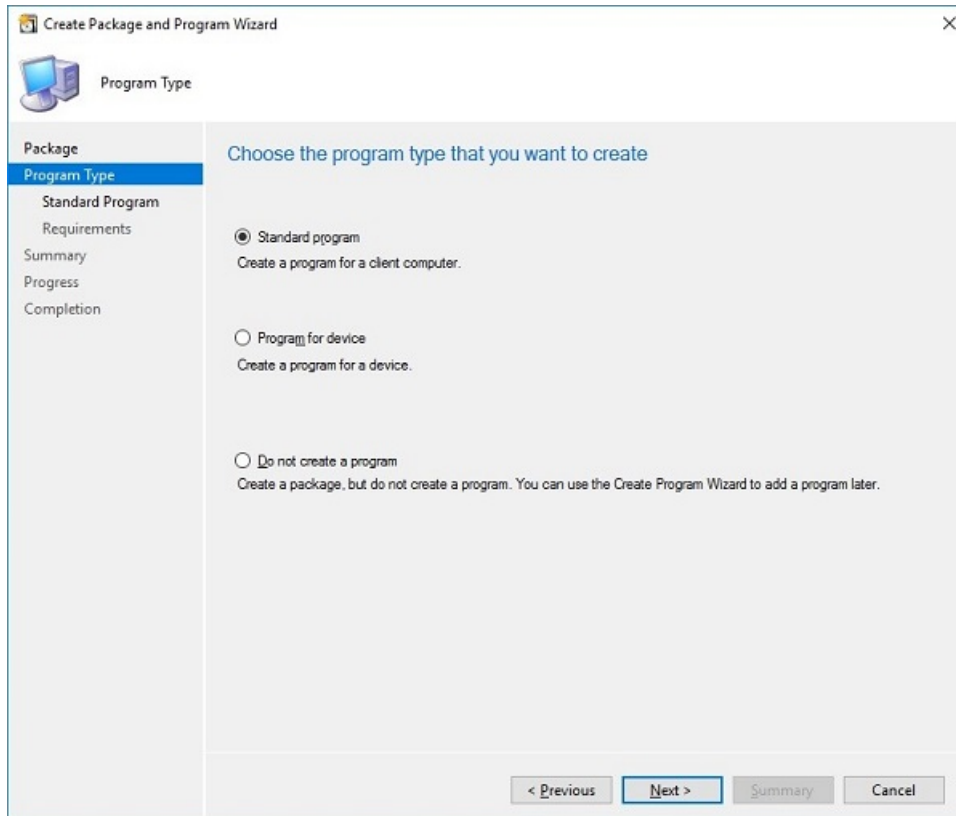 Create Package and Program Wizard
Program Type
Package
Program Type
Standard Program
Requirements
Summary
Progress
Completion
Choose the program type that you want to create
Standard program
Create a program for a client computer.
Program for device
Create a program for a device.
Do not create a program
Create a package, but do not create a program. You can use the Create Program Wizard to add a program later.
< Previous
Next >
Summary
Cancel